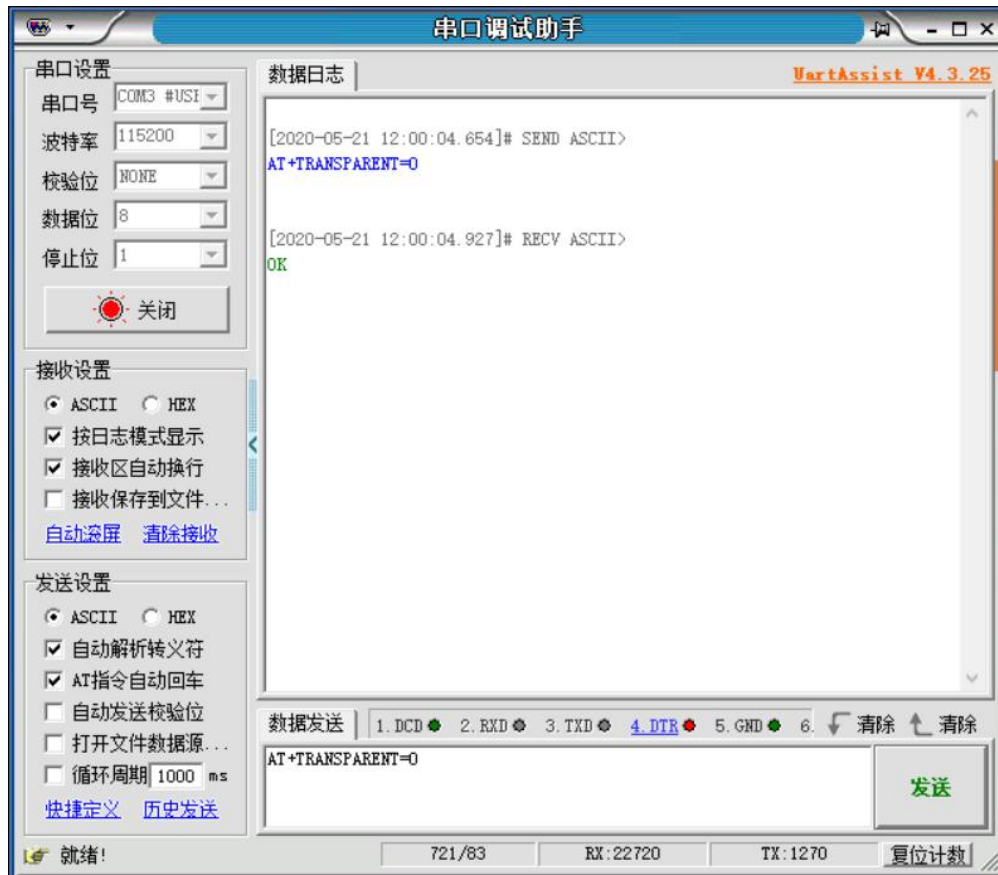 串口调试助手
串口设置
串口号 COM3 #USE
波特率 115200
校验位 NONE
数据位 8
停止位 1
关闭
接收设置
ASCII HEX
按日志模式显示
接收区自动换行
接收保存到文件...
自动滚屏 清除接收
发送设置
ASCII HEX
自动解析转义符
AT指令自动回车
自动发送校验位
打开文件数据源...
循环周期 1000 ms
快捷定义 历史发送
数据日志 UartAssist V4.3.25
[2020-05-21 12:00:04.654]# SEND ASCII>
AT+TRANSPARENT=0
[2020-05-21 12:00:04.927]# RECV ASCII>
OK
数据发送 1.DCD 2.RXD 3.TXD 4.DTR 5.GND 6. 清除 清除
AT+TRANSPARENT=0
发送
就绪! 721/83 RX:22720 TX:1270 复位计数